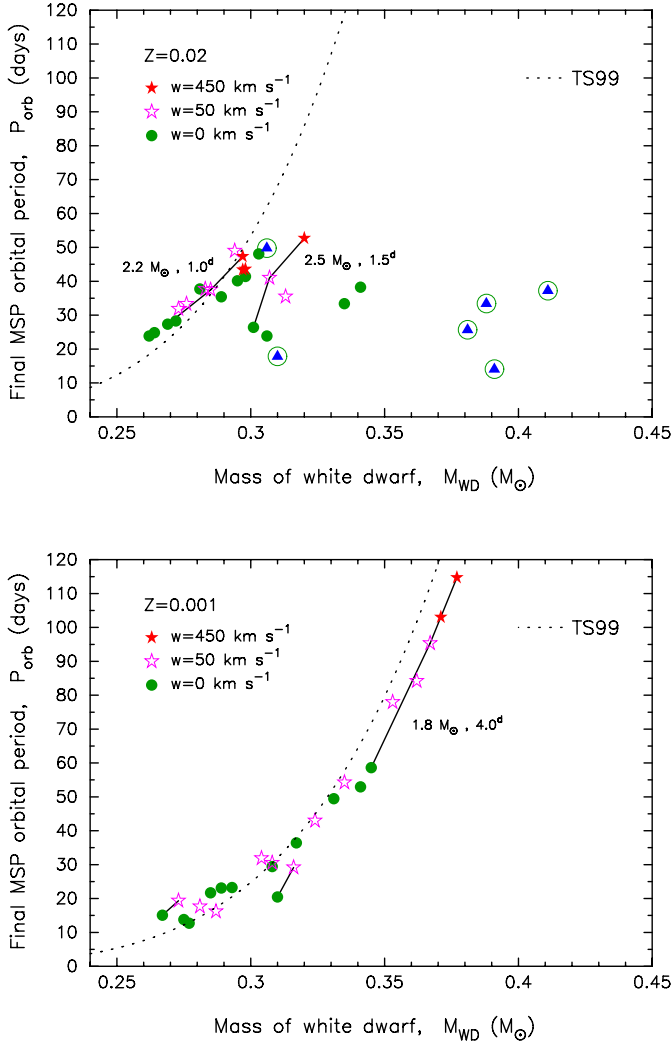 120
110
100
90
80
70
60
50
40
30
20
10
0
Final MSP orbital period, P_orb (days)
Z=0.02
w=450 km s⁻¹
w=50 km s⁻¹
w=0 km s⁻¹
TS99
2.2 M⊙ , 1.0ᵈ
2.5 M⊙ , 1.5ᵈ
0.25 0.3 0.35 0.4 0.45
Mass of white dwarf, M_WD (M⊙)
120
110
100
90
80
70
60
50
40
30
20
10
0
Final MSP orbital period, P_orb (days)
Z=0.001
w=450 km s⁻¹
w=50 km s⁻¹
w=0 km s⁻¹
TS99
1.8 M⊙ , 4.0ᵈ
0.25 0.3 0.35 0.4 0.45
Mass of white dwarf, M_WD (M⊙)